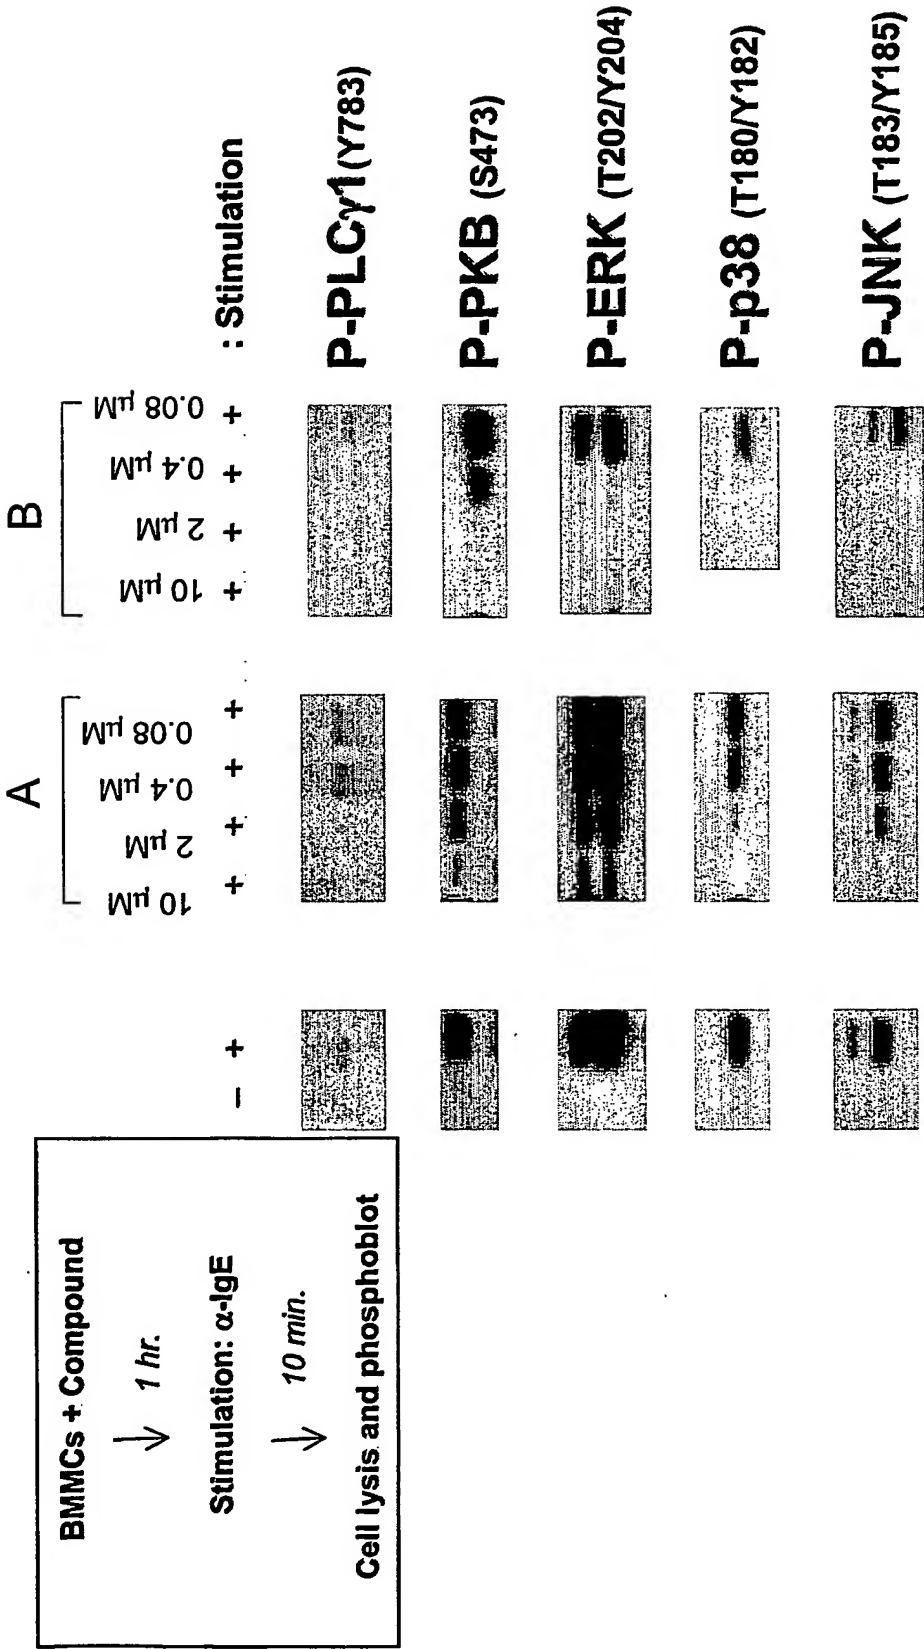 BMMCs + Compound
1 hr.
Stimulation: α-IgE
10 min.
Cell lysis and phosphoblot
A
B
10 µM
2 µM
0.4 µM
0.08 µM
10 µM
2 µM
0.4 µM
0.08 µM
− + + + + + + + + + : Stimulation
P-PLCγ1(Y783)
P-PKB (S473)
P-ERK (T202/Y204)
P-p38 (T180/Y182)
P-JNK (T183/Y185)